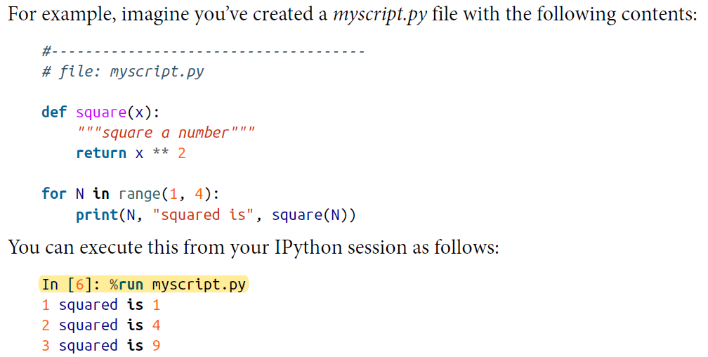 For example, imagine you’ve created a myscript.py file with the following contents:
#-------------------------------------
# file: myscript.py
def square(x):
"""square a number"""
return x ** 2
for N in range(1, 4):
print(N, "squared is", square(N))
You can execute this from your IPython session as follows:
In [6]: %run myscript.py
1 squared is 1
2 squared is 4
3 squared is 9